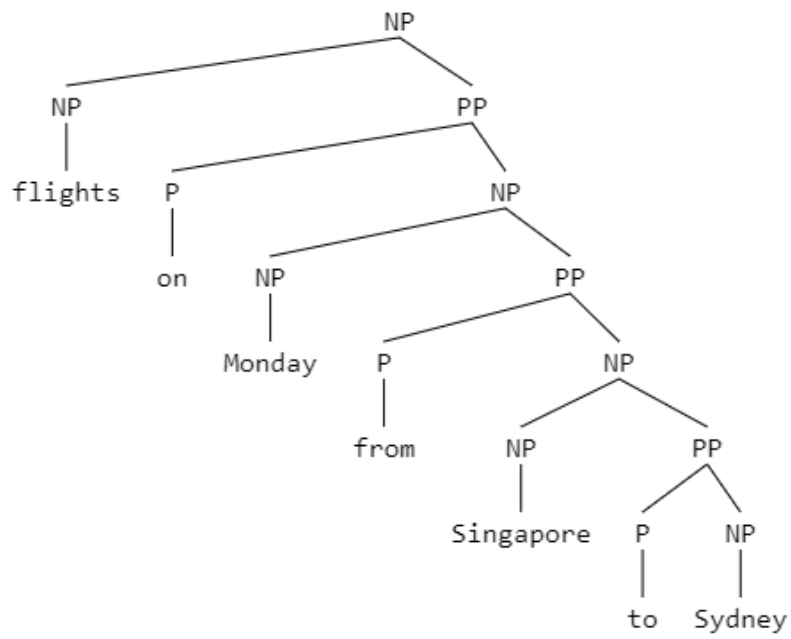 NP
NP PP
flights P NP
on NP PP
Monday P NP
from NP PP
Singapore P NP
to Sydney